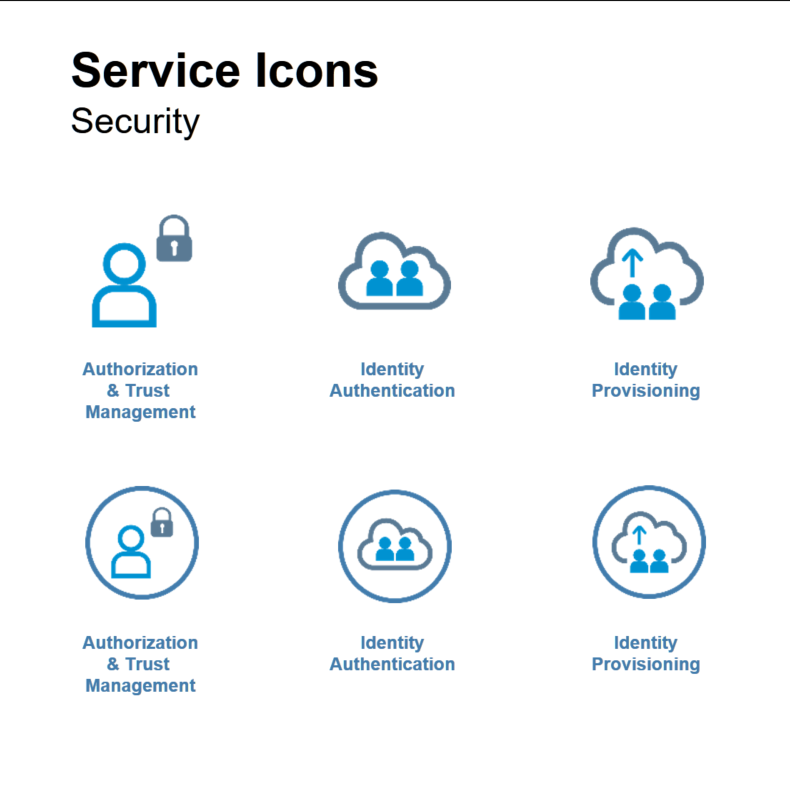 Service Icons
Security
Authorization
& Trust
Management
Identity
Authentication
Identity
Provisioning
Authorization
& Trust
Management
Identity
Authentication
Identity
Provisioning